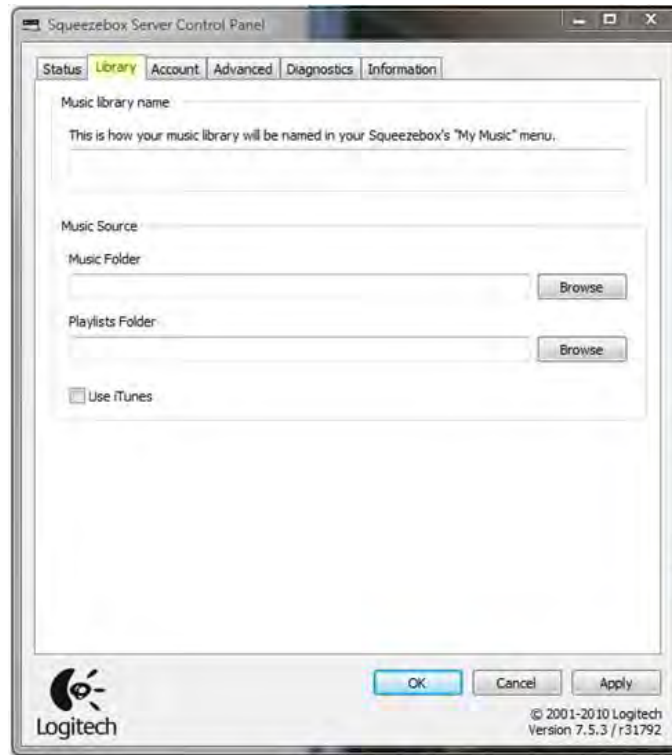 Squeezebox Server Control Panel
Status Library Account Advanced Diagnostics Information
Music library name
This is how your music library will be named in your Squeezebox's "My Music" menu.
Music Source
Music Folder
Browse
Playlists Folder
Browse
Use iTunes
OK Cancel Apply
Logitech
© 2001-2010 Logitech
Version 7.5.3 / r31792